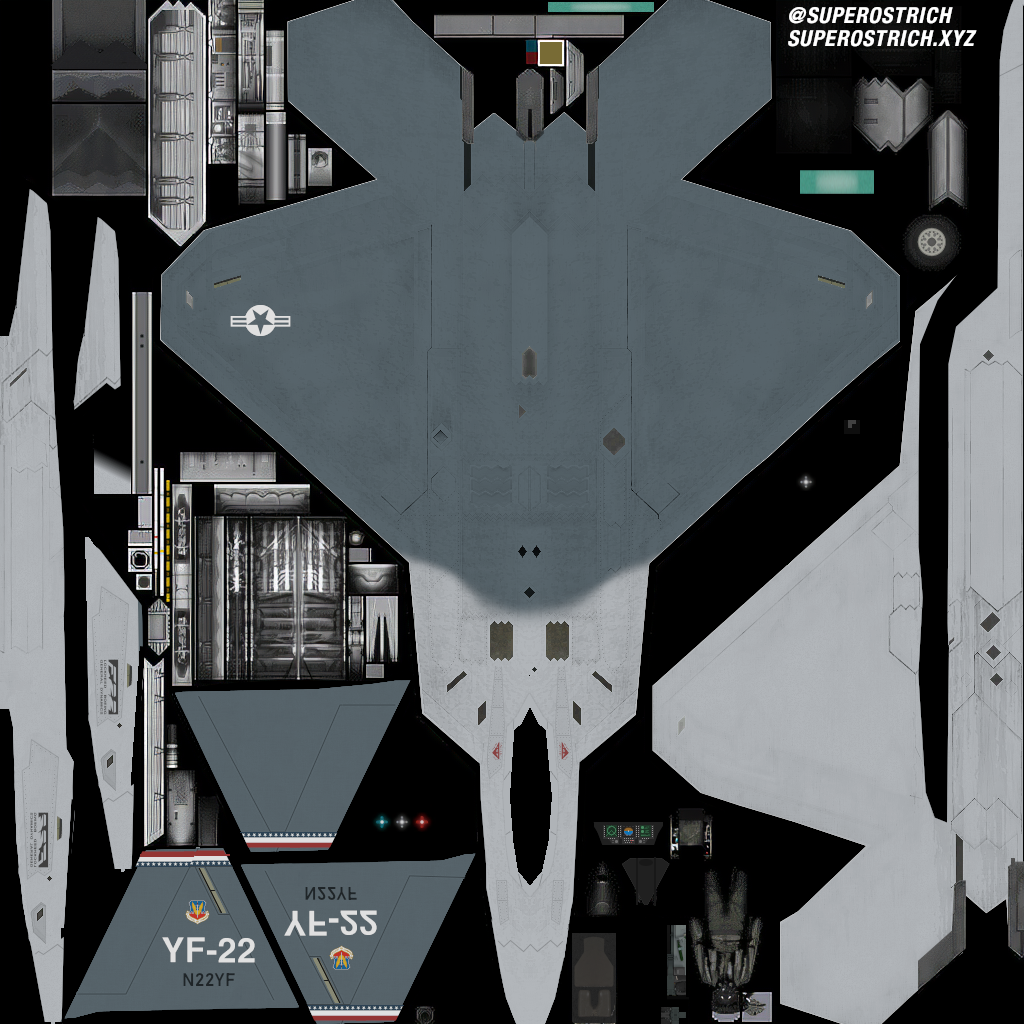 @SUPEROSTRICH
SUPEROSTRICH.XYZ
N22YF
YF-22
YF-22
N22YF